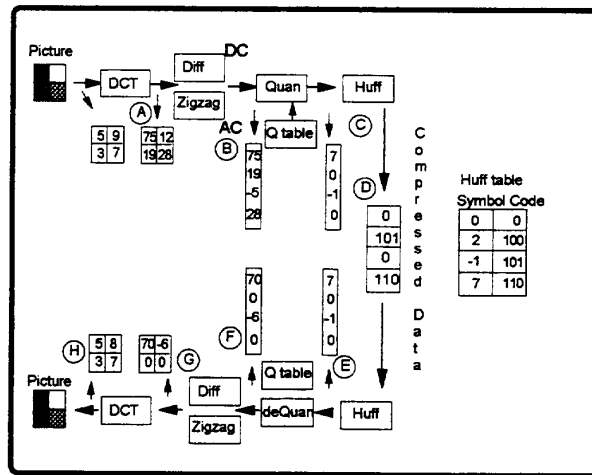 Picture
DCT
Diff
DC
Zigzag
Quan
Huff
A
5 9
3 7
75 12
19 28
AC
B
Q table
C
75
19
-5
28
7
0
-1
0
D
0
101
0
110
Compressed Data
Huff table
Symbol Code
0 0
2 100
-1 101
7 110
70
0
-6
0
F
7
0
-1
0
E
H
5 8
3 7
70 -6
0 0
G
Q table
Picture
DCT
Diff
Zigzag
deQuan
Huff